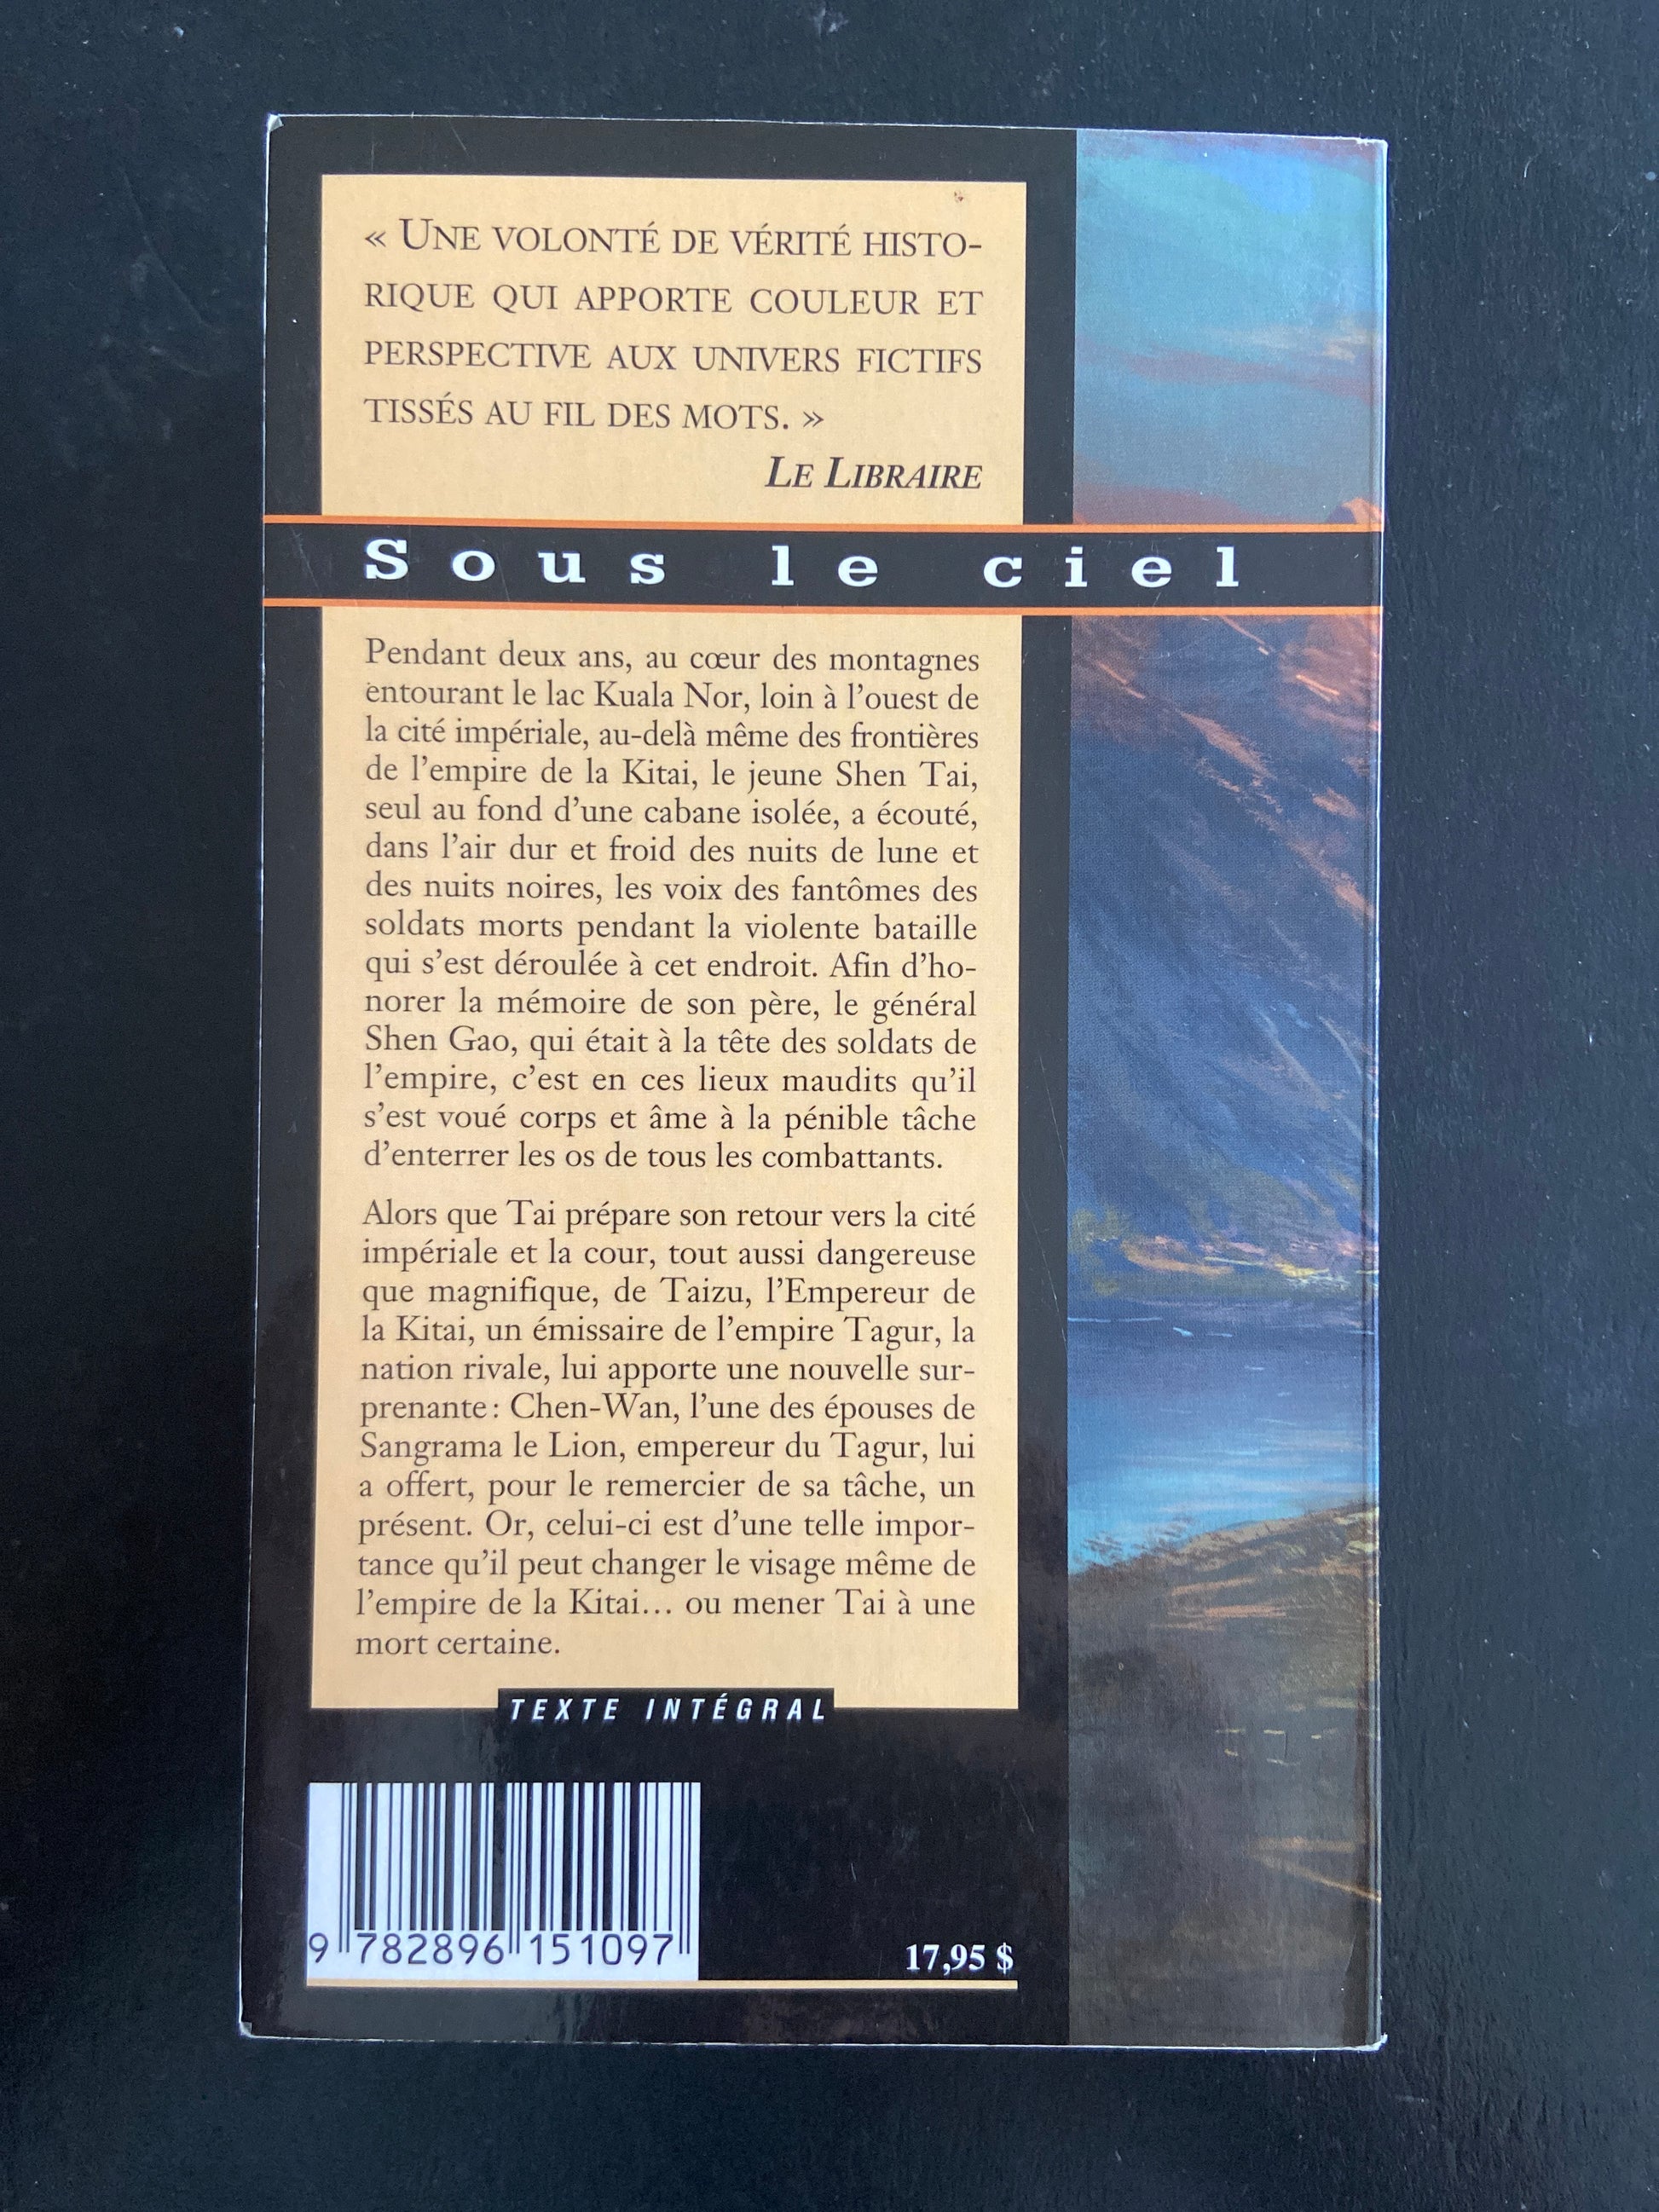 « UNE VOLONTÉ DE VÉRITÉ HISTO-
RIQUE QUI APPORTE COULEUR ET
PERSPECTIVE AUX UNIVERS FICTIFS
TISSÉS AU FIL DES MOTS. »
LE LIBRAIRE
Sous le ciel
Pendant deux ans, au cœur des montagnes
entourant le lac Kuala Nor, loin à l'ouest de
la cité impériale, au-delà même des frontières
de l'empire de la Kitai, le jeune Shen Tai,
seul au fond d'une cabane isolée, a écouté,
dans l'air dur et froid des nuits de lune et
des nuits noires, les voix des fantômes des
soldats morts pendant la violente bataille
qui s'est déroulée à cet endroit. Afin d'ho-
norer la mémoire de son père, le général
Shen Gao, qui était à la tête des soldats de
l'empire, c'est en ces lieux maudits qu'il
s'est voué corps et âme à la pénible tâche
d'enterrer les os de tous les combattants.
Alors que Tai prépare son retour vers la cité
impériale et la cour, tout aussi dangereuse
que magnifique, de Taizu, l'Empereur de
la Kitai, un émissaire de l'empire Tagur, la
nation rivale, lui apporte une nouvelle sur-
prenante : Chen-Wan, l'une des épouses de
Sangrama le Lion, empereur du Tagur, lui
a offert, pour le remercier de sa tâche, un
présent. Or, celui-ci est d'une telle impor-
tance qu'il peut changer le visage même de
l'empire de la Kitai… ou mener Tai à une
mort certaine.
TEXTE INTÉGRAL
9 782896 151097
17,95 $